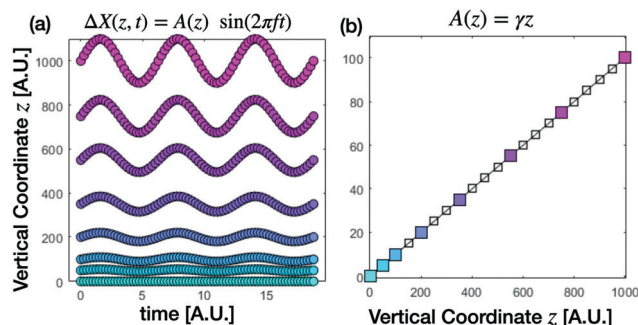 (a) ΔX(z, t) = A(z) sin(2πft)
Vertical Coordinate z [A.U.]
1000
800
600
400
200
0
0 5 10 15
time [A.U.]
(b) A(z) = γz
100
80
60
40
20
0
0 200 400 600 800 1000
Vertical Coordinate z [A.U.]